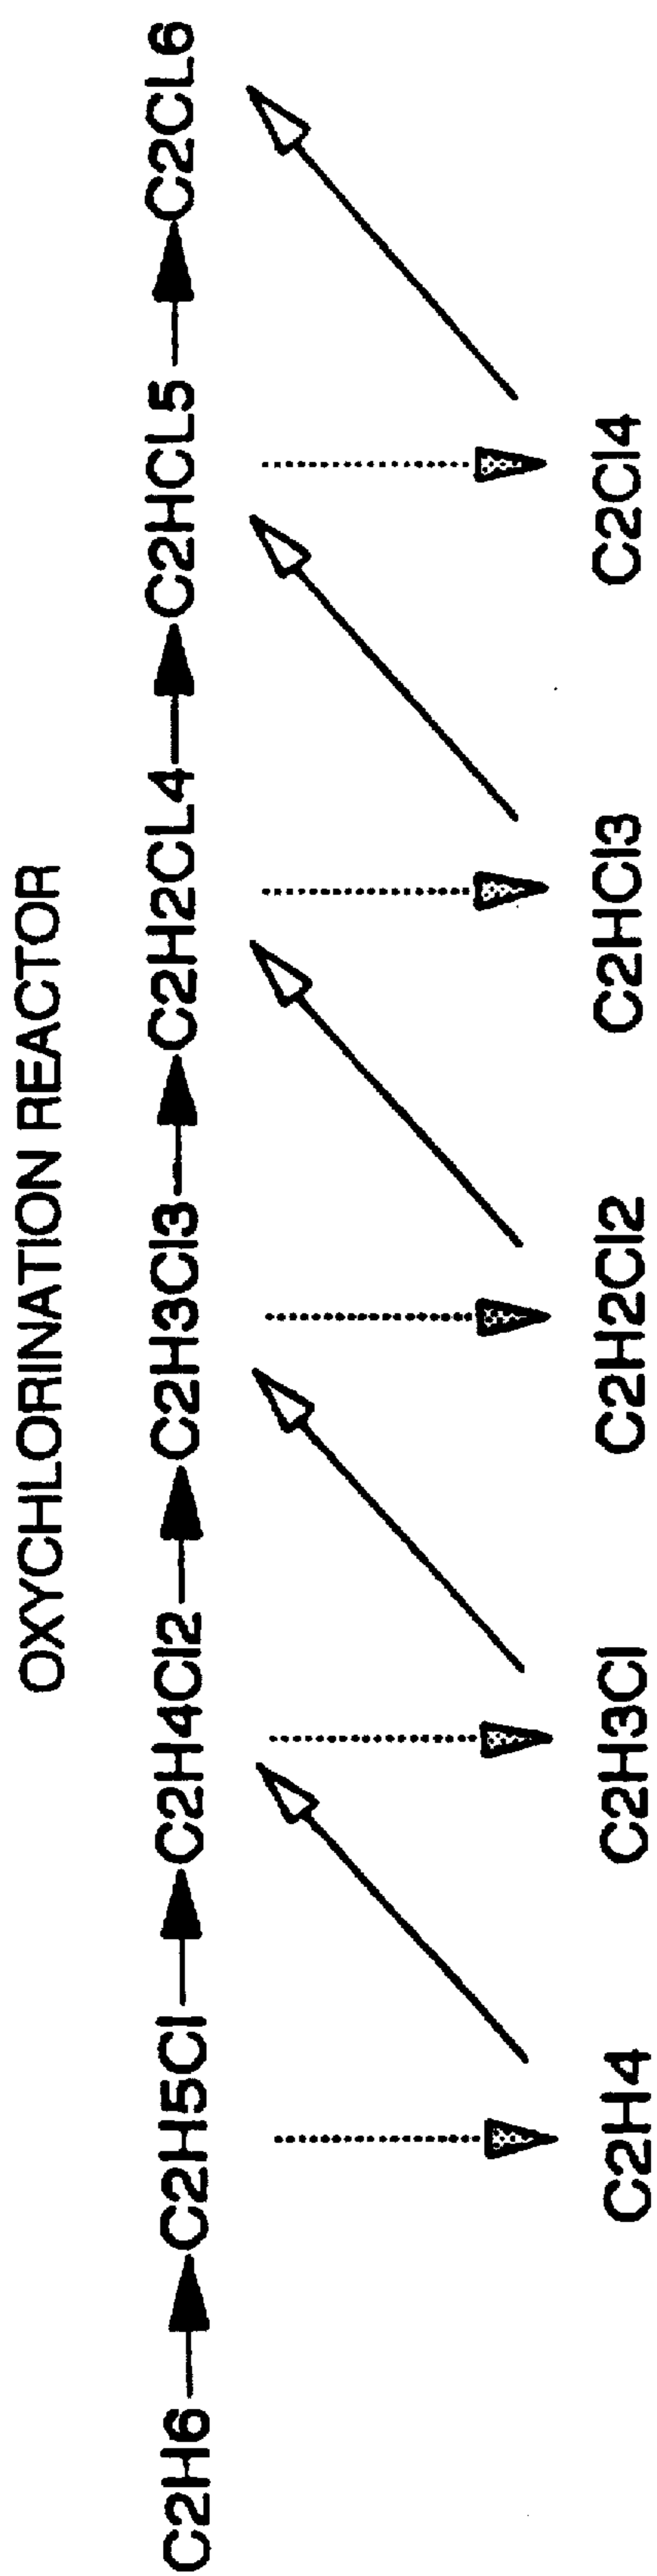 OXYCHLORINATION REACTOR
C2H6 C2H5Cl C2H4Cl2 C2H3Cl3 C2H2CL4 C2HCL5 C2CL6
C2H4 C2H3Cl C2H2Cl2 C2HCl3 C2Cl4